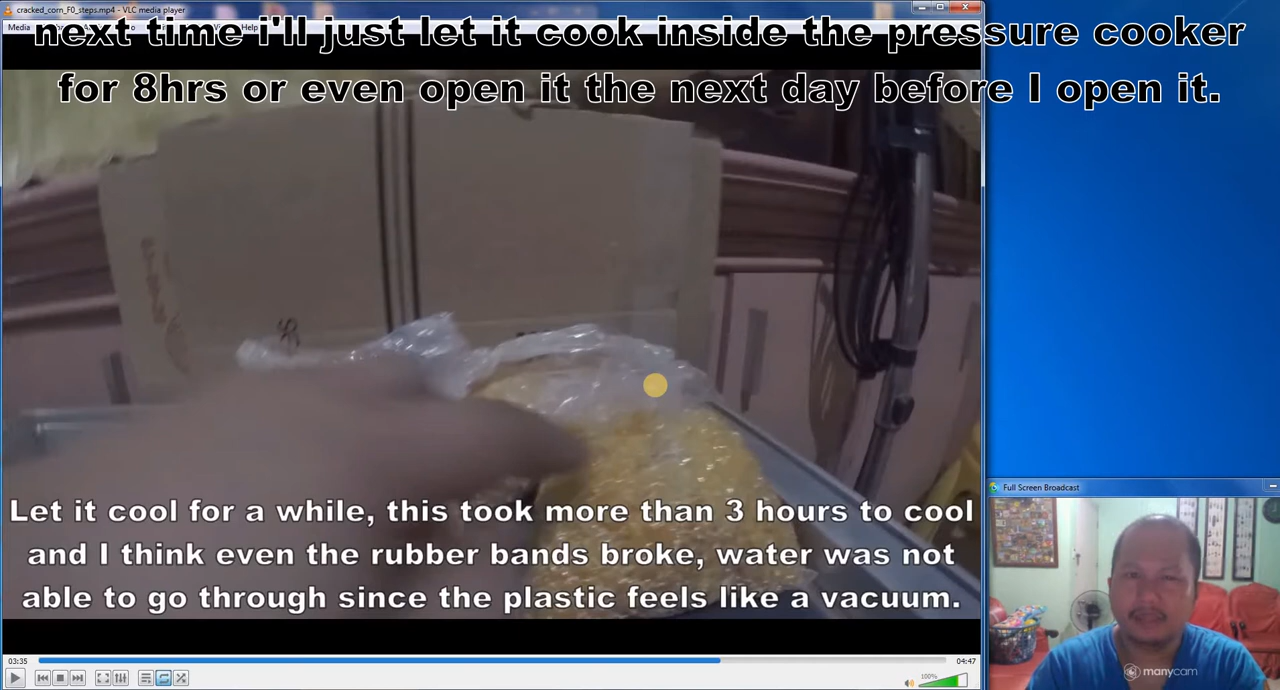 cracked_corn_F0_steps.mp4 - VLC media player
Media
Help
next time i'll just let it cook inside the pressure cooker
for 8hrs or even open it the next day before I open it.
Let it cool for a while, this took more than 3 hours to cool
and I think even the rubber bands broke, water was not
able to go through since the plastic feels like a vacuum.
Full Screen Broadcast
manycam
03:35
04:47
100%